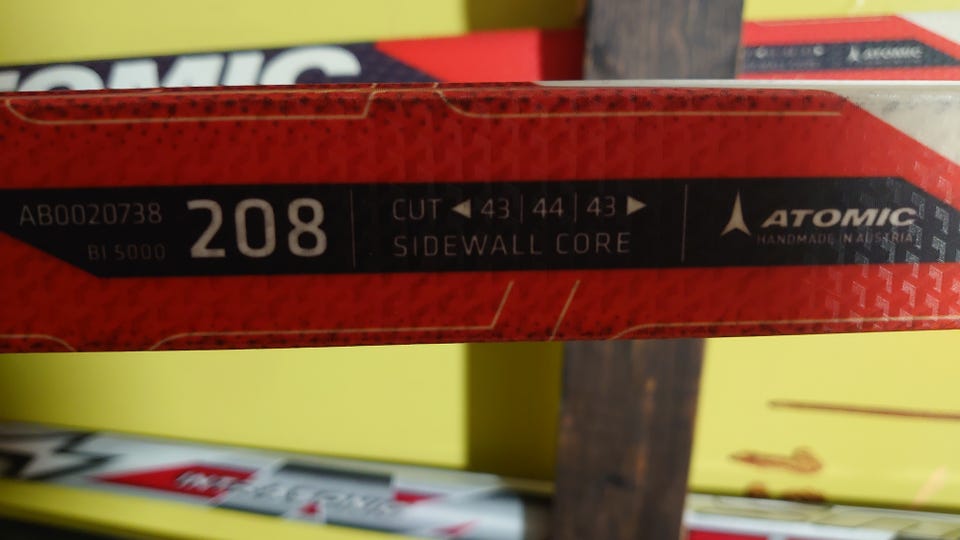 ATOMIC
AB0020738
BI 5000
208
CUT ◀ 43 | 44 | 43 ▶
SIDEWALL CORE
ATOMIC
HANDMADE IN AUSTRIA